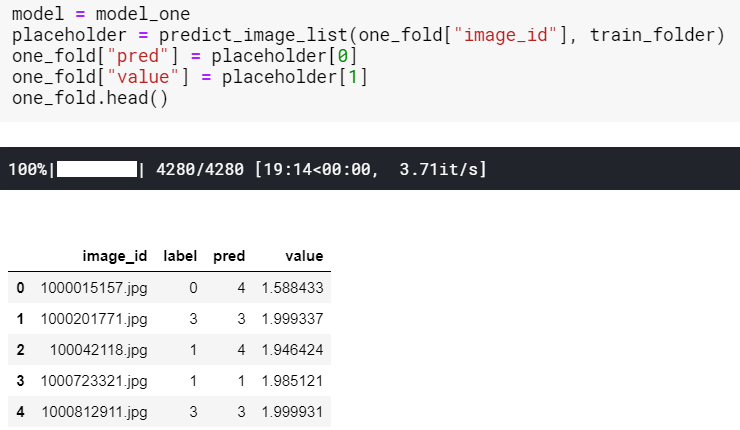 model = model_one
placeholder = predict_image_list(one_fold["image_id"], train_folder)
one_fold["pred"] = placeholder[0]
one_fold["value"] = placeholder[1]
one_fold.head()
100%|██████████| 4280/4280 [19:14<00:00, 3.71it/s]
image_id label pred value
0 1000015157.jpg 0 4 1.588433
1 1000201771.jpg 3 3 1.999337
2 100042118.jpg 1 4 1.946424
3 1000723321.jpg 1 1 1.985121
4 1000812911.jpg 3 3 1.999931